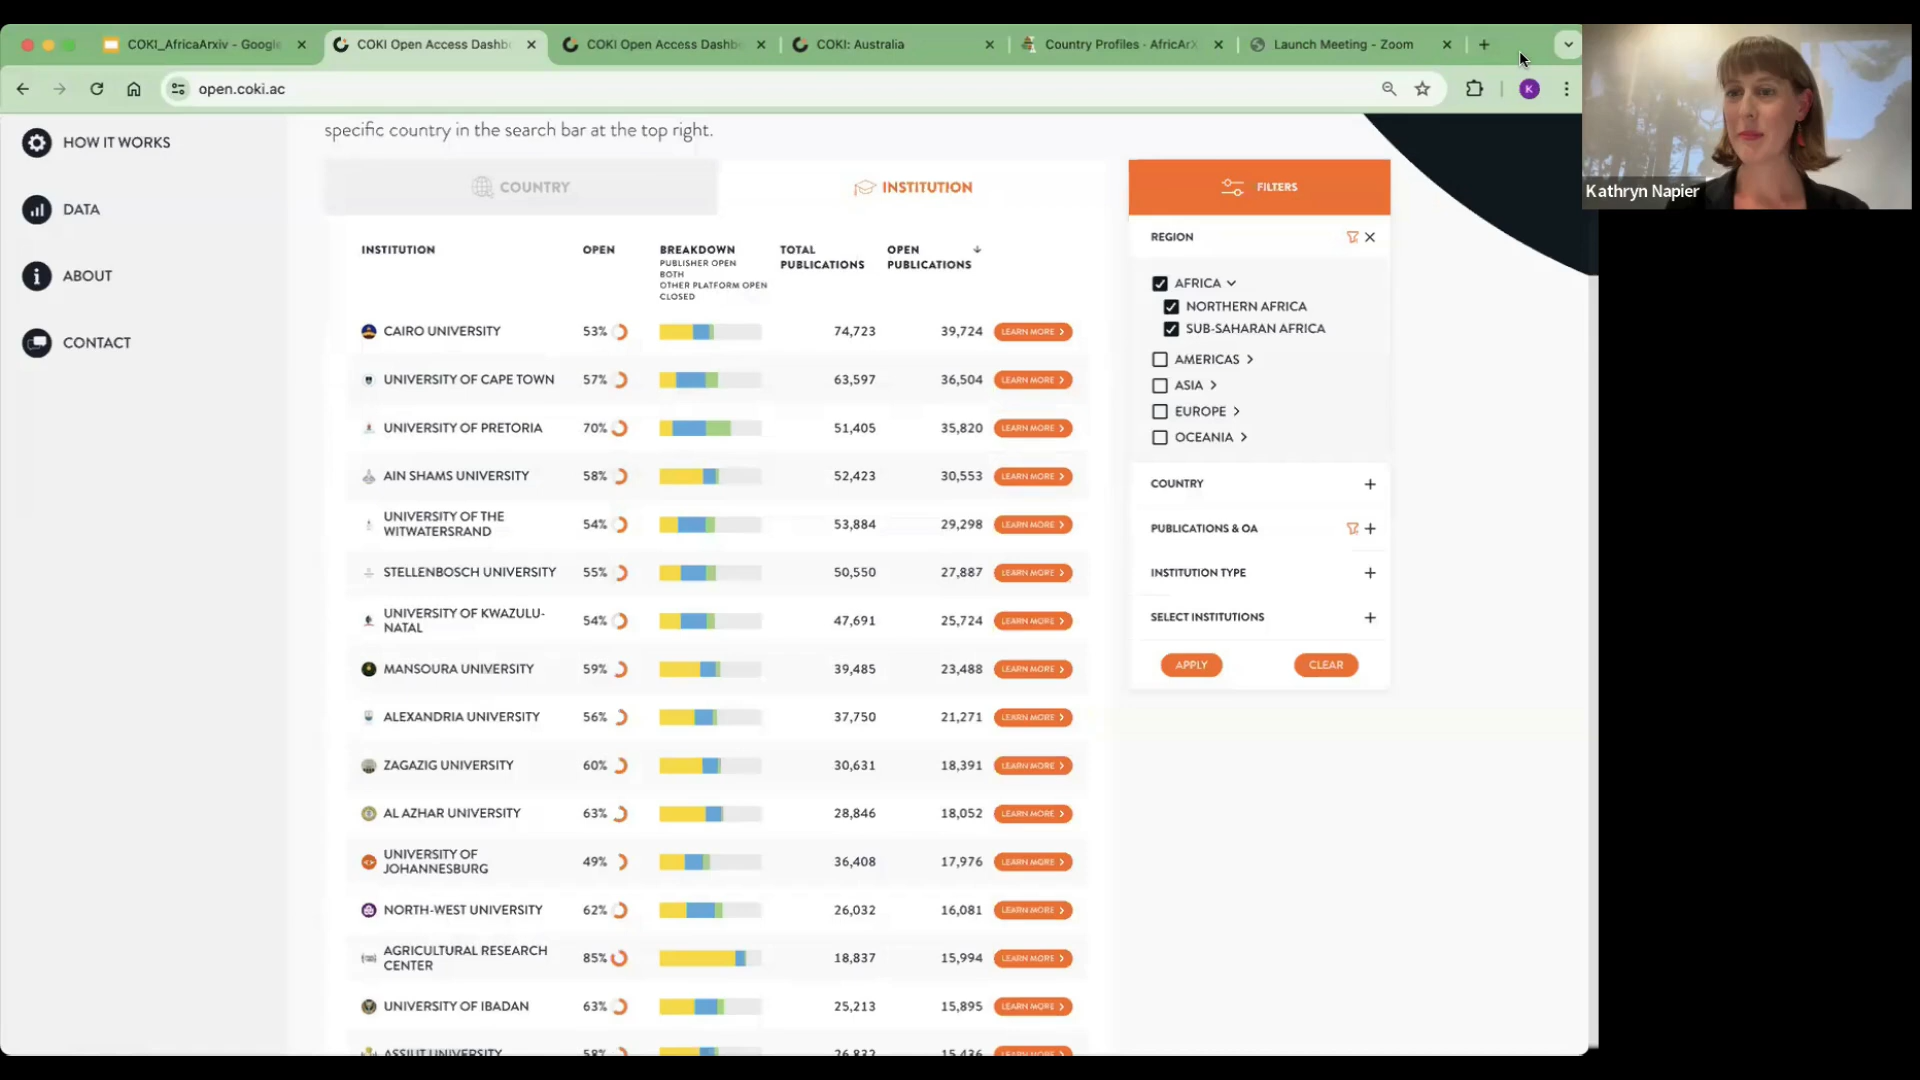 COKI_AfricaArxiv - Google
COKI Open Access Dashb
COKI Open Access Dashb
COKI: Australia
Country Profiles · AfricArX
Launch Meeting - Zoom
open.coki.ac
K
Kathryn Napier
HOW IT WORKS
DATA
ABOUT
CONTACT
specific country in the search bar at the top right.
COUNTRY
INSTITUTION
INSTITUTION
OPEN
BREAKDOWN
PUBLISHER OPEN
BOTH
OTHER PLATFORM OPEN
CLOSED
TOTAL
PUBLICATIONS
OPEN
PUBLICATIONS
CAIRO UNIVERSITY 53% 74,723 39,724 LEARN MORE
UNIVERSITY OF CAPE TOWN 57% 63,597 36,504 LEARN MORE
UNIVERSITY OF PRETORIA 70% 51,405 35,820 LEARN MORE
AIN SHAMS UNIVERSITY 58% 52,423 30,553 LEARN MORE
UNIVERSITY OF THE
WITWATERSRAND 54% 53,884 29,298 LEARN MORE
STELLENBOSCH UNIVERSITY 55% 50,550 27,887 LEARN MORE
UNIVERSITY OF KWAZULU-
NATAL 54% 47,691 25,724 LEARN MORE
MANSOURA UNIVERSITY 59% 39,485 23,488 LEARN MORE
ALEXANDRIA UNIVERSITY 56% 37,750 21,271 LEARN MORE
ZAGAZIG UNIVERSITY 60% 30,631 18,391 LEARN MORE
AL AZHAR UNIVERSITY 63% 28,846 18,052 LEARN MORE
UNIVERSITY OF
JOHANNESBURG 49% 36,408 17,976 LEARN MORE
NORTH-WEST UNIVERSITY 62% 26,032 16,081 LEARN MORE
AGRICULTURAL RESEARCH
CENTER 85% 18,837 15,994 LEARN MORE
UNIVERSITY OF IBADAN 63% 25,213 15,895 LEARN MORE
ASSIUT UNIVERSITY 58% 26,832 15,436 LEARN MORE
FILTERS
REGION
AFRICA
NORTHERN AFRICA
SUB-SAHARAN AFRICA
AMERICAS
ASIA
EUROPE
OCEANIA
COUNTRY
PUBLICATIONS & OA
INSTITUTION TYPE
SELECT INSTITUTIONS
APPLY
CLEAR